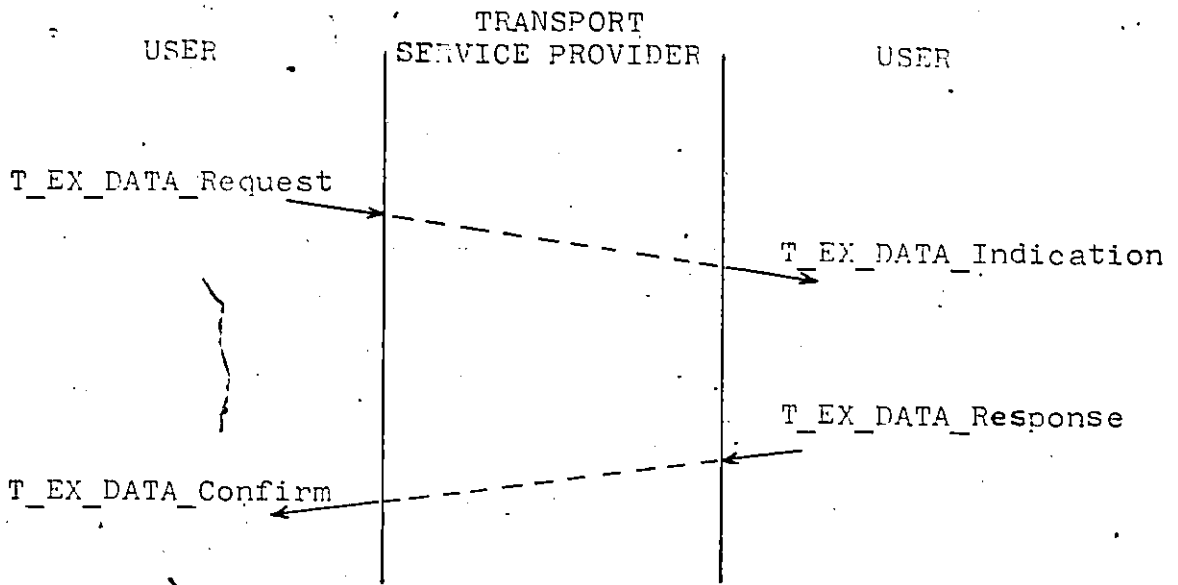 TRANSPORT
USER SERVICE PROVIDER USER
T_EX_DATA_Request
T_EX_DATA_Indication
T_EX_DATA_Response
T_EX_DATA_Confirm